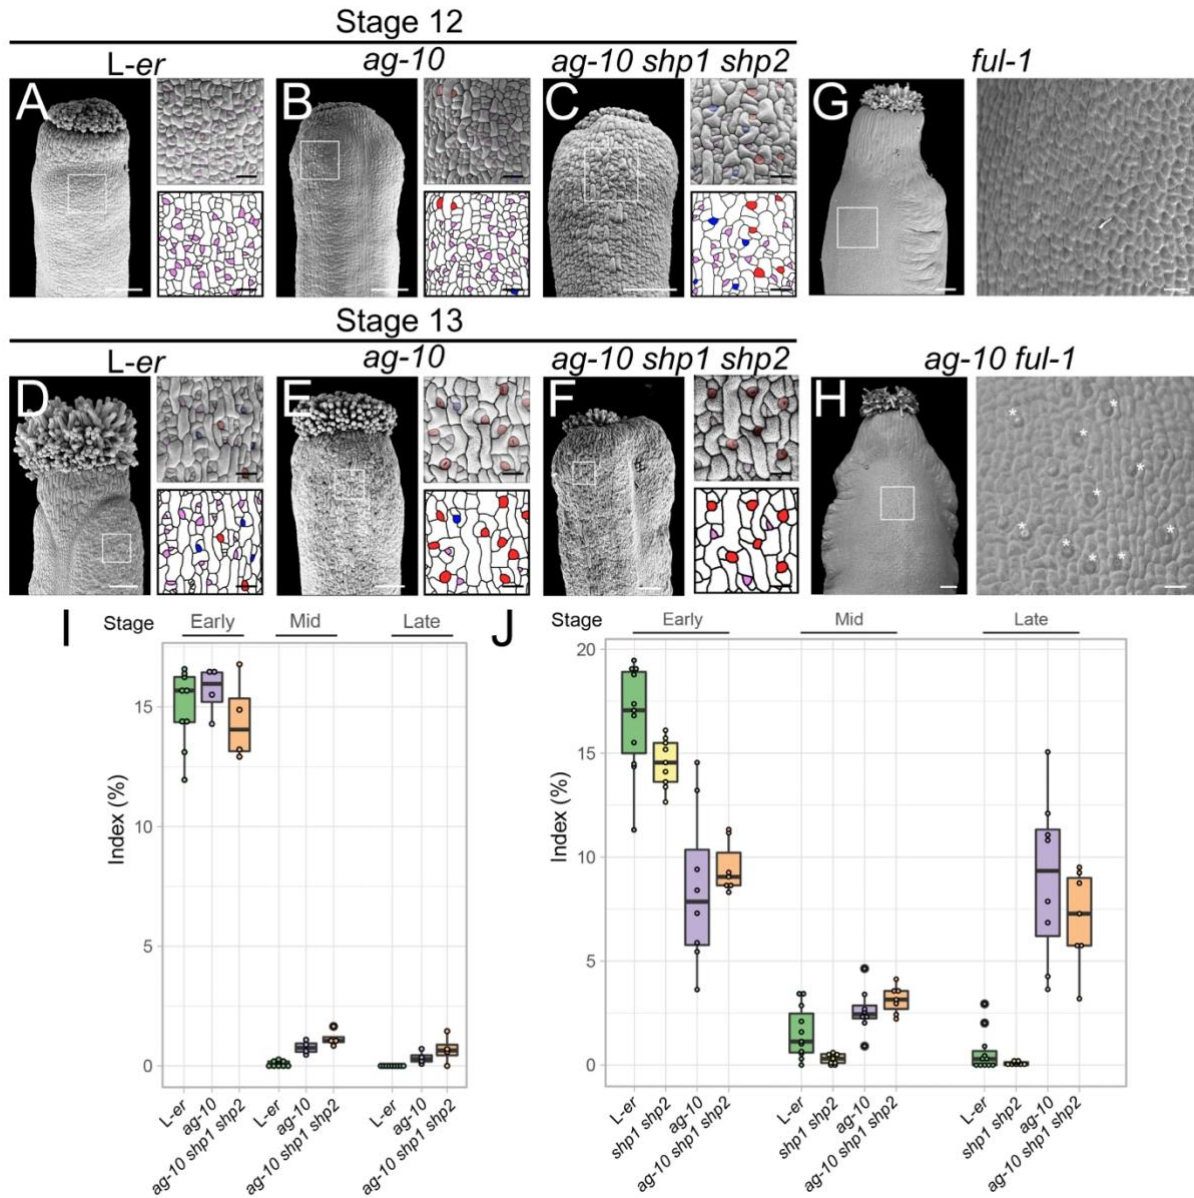 Stage 12
L-er
ag-10
ag-10 shp1 shp2
ful-1
A
B
C
G
Stage 13
L-er
ag-10
ag-10 shp1 shp2
ag-10 ful-1
D
E
F
H
* * * * * * * * * *
I
Stage
Early
Mid
Late
15
10
5
0
Index (%)
L-er
ag-10
ag-10 shp1 shp2
L-er
ag-10
ag-10 shp1 shp2
L-er
ag-10
ag-10 shp1 shp2
J
Stage
Early
Mid
Late
20
15
10
5
0
Index (%)
L-er
shp1 shp2
ag-10
ag-10 shp1 shp2
L-er
shp1 shp2
ag-10
ag-10 shp1 shp2
L-er
shp1 shp2
ag-10
ag-10 shp1 shp2